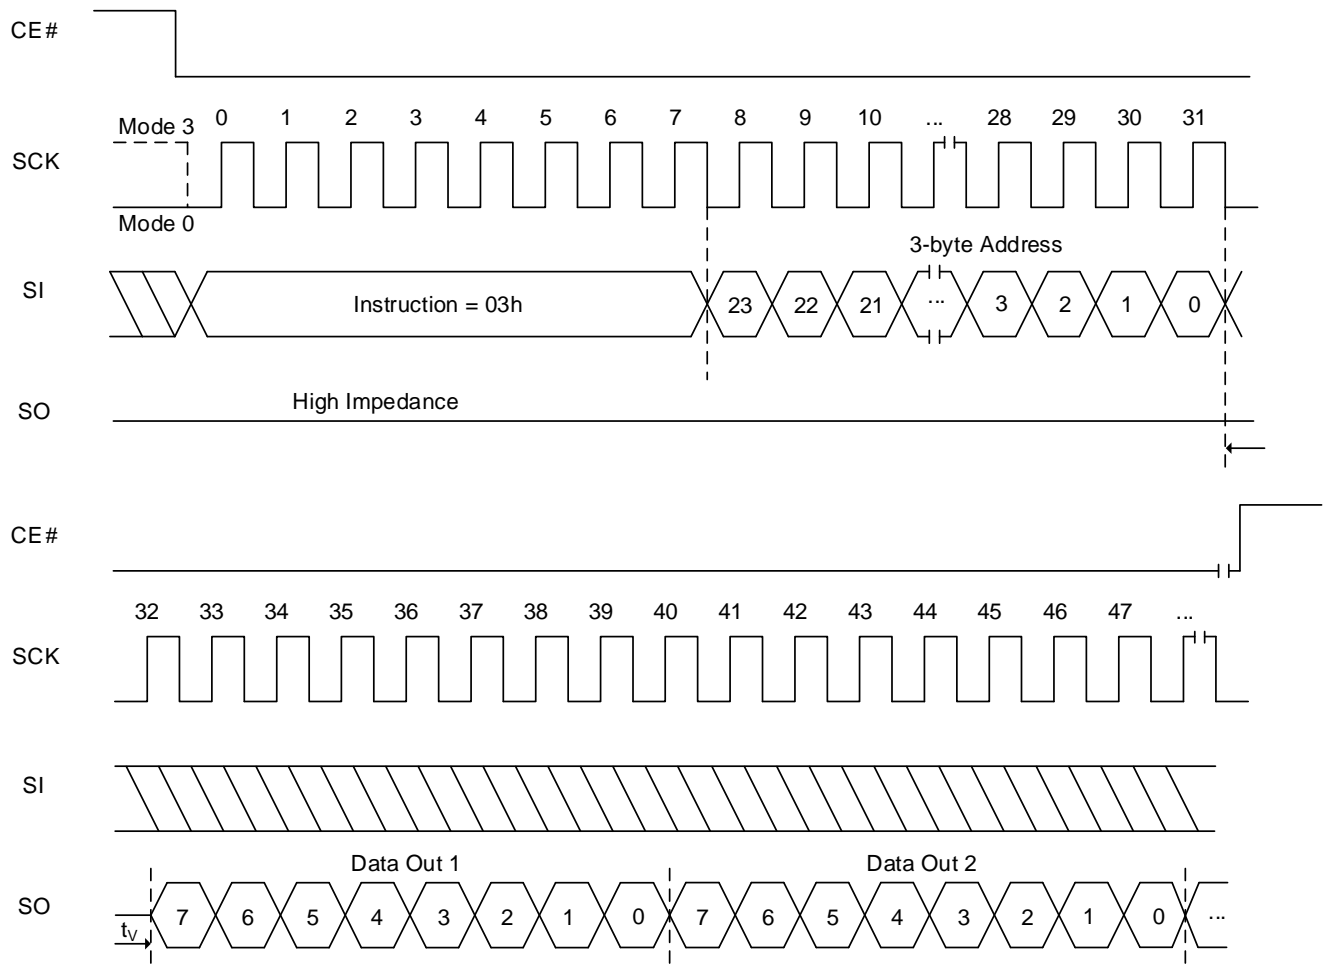 CE#
0 1 2 3 4 5 6 7 8 9 10 ... 28 29 30 31
Mode 3
SCK
Mode 0
3-byte Address
SI
Instruction = 03h 23 22 21 ... 3 2 1 0
High Impedance
SO
CE#
32 33 34 35 36 37 38 39 40 41 42 43 44 45 46 47 ...
SCK
SI
Data Out 1 Data Out 2
SO
7 6 5 4 3 2 1 0 7 6 5 4 3 2 1 0 ...
tV